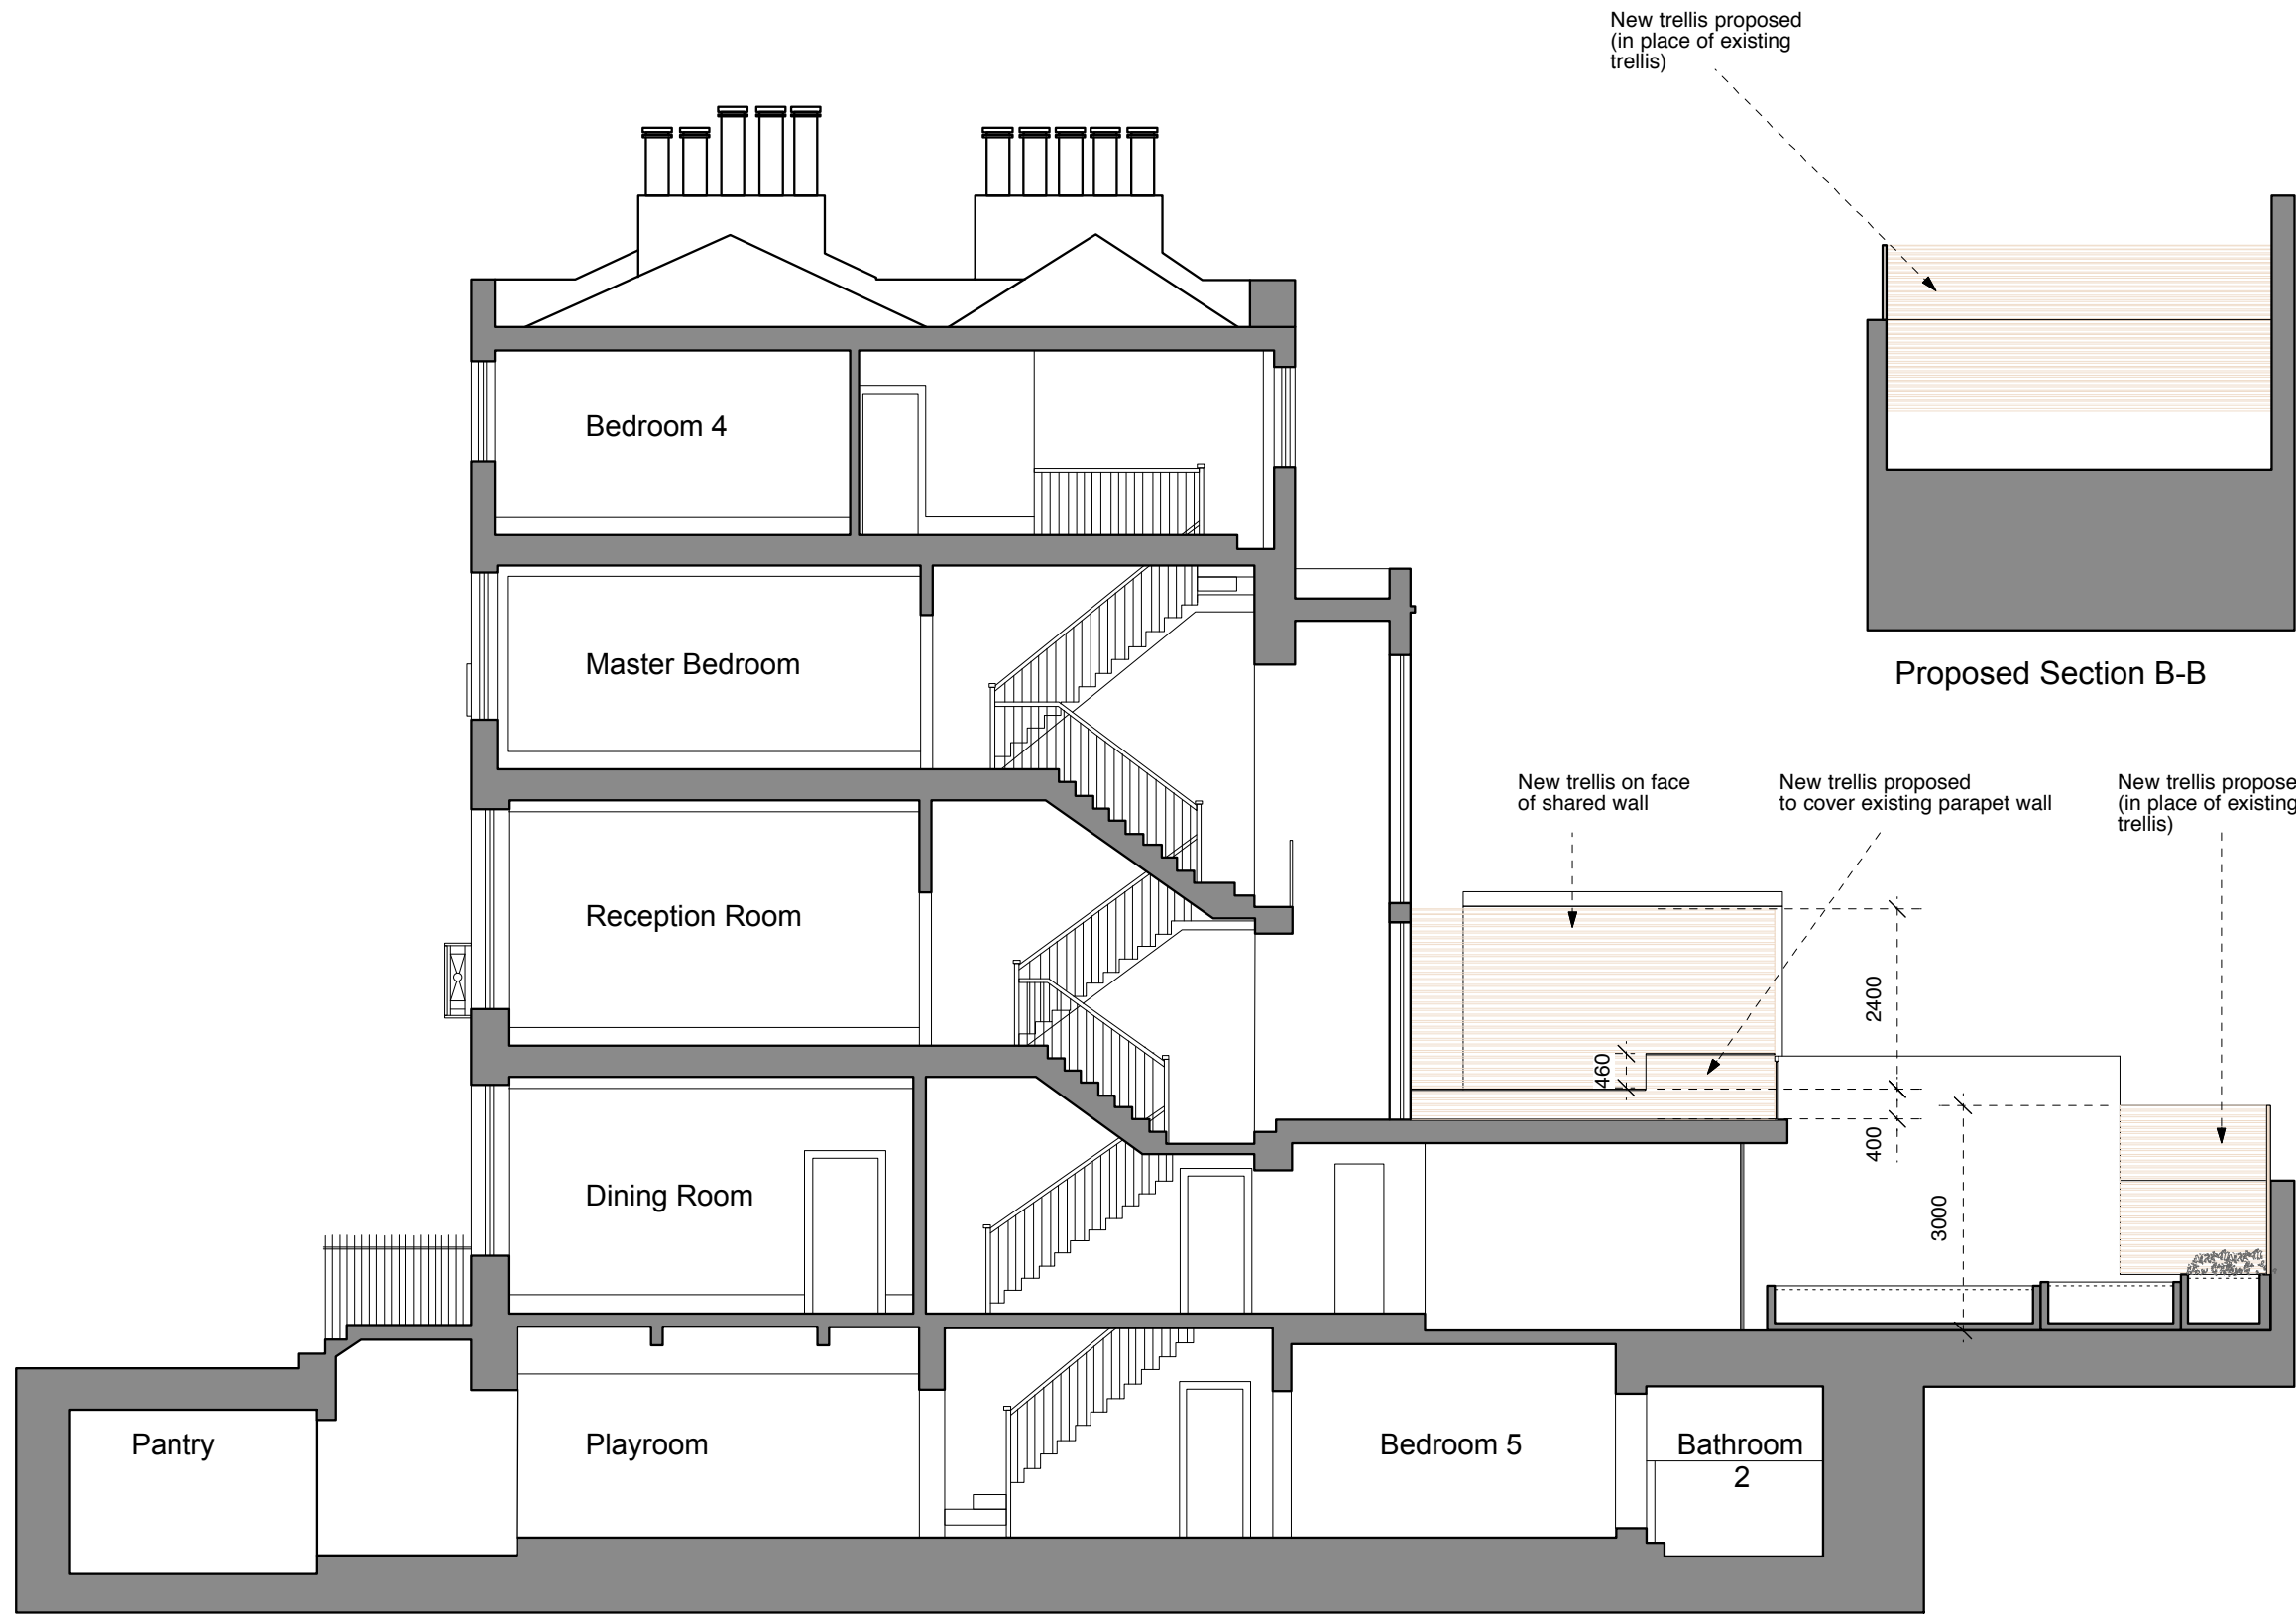 New trellis proposed
(in place of existing
trellis)
Bedroom 4
Master Bedroom
Proposed Section B-B
New trellis on face
of shared wall
New trellis proposed
to cover existing parapet wall
New trellis propose
(in place of existing
trellis)
Reception Room
2400
460
400
Dining Room
3000
Pantry
Playroom
Bedroom 5
Bathroom
2